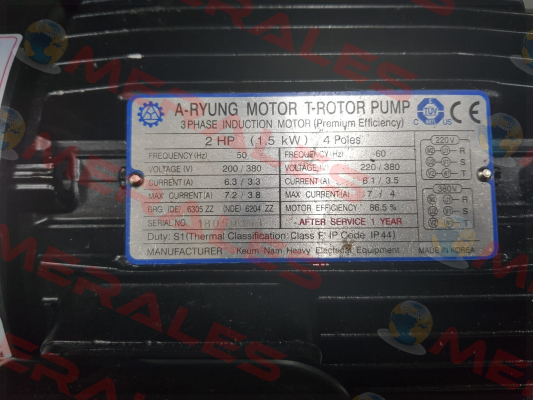 A-RYUNG MOTOR T-ROTOR PUMP
3 PHASE INDUCTION MOTOR (Premium Efficiency)
2 HP (1.5 kW) 4 Poles
FREQUENCY(Hz) 50 FREQUENCY(Hz) 60
VOLTAGE (V) 200 / 380 VOLTAGE 220 / 380
CURRENT(A) 6.3 / 3.3 CURRENT(A) 6.1 / 3.5
MAX CURRENT(A) 7.2 / 3.8 MAX CURRENT(A) 7. / 4
BRG (DE) 6305 ZZ (NDE) 6204 ZZ MOTOR EFFICIENCY 86.5 %
SERIAL NO. - AFTER SERVICE 1 YEAR
Duty: S1(Thermal Classification: Class F, IP Code: IP44)
MANUFACTURER Keum Nam Heavy Electrical Equipment
TÜV
C US
CE
220V
R
S
T
380V
R
S
T
MADE IN KOREA
MERALES